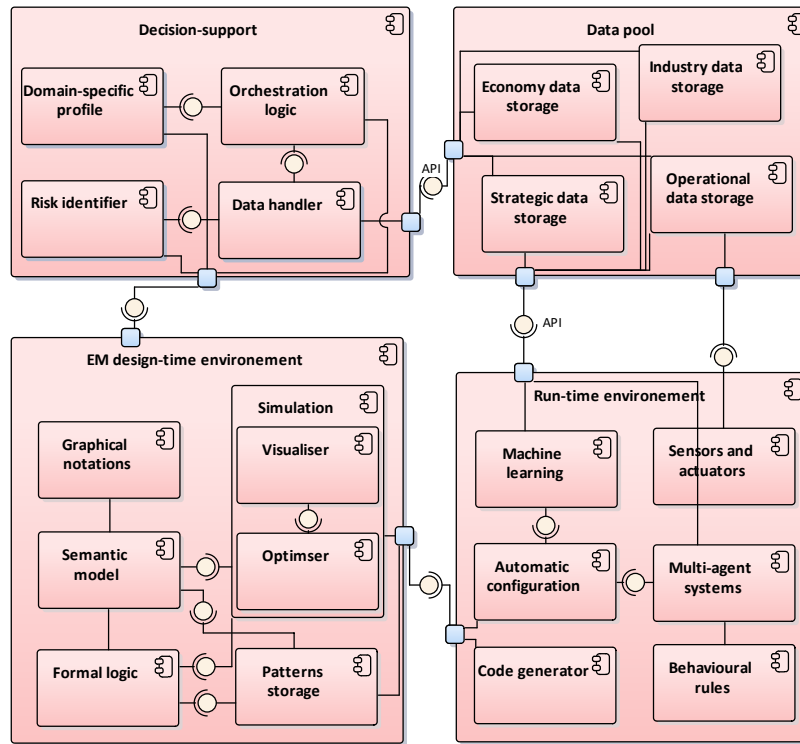 Decision-support
Domain-specific
profile
Orchestration
logic
Risk identifier
Data handler
API
Data pool
Economy data
storage
Industry data
storage
Strategic data
storage
Operational
data storage
API
EM design-time environement
Graphical
notations
Simulation
Visualiser
Semantic
model
Optimser
Formal logic
Patterns
storage
Run-time environement
Machine
learning
Sensors and
actuators
Automatic
configuration
Multi-agent
systems
Code generator
Behavioural
rules